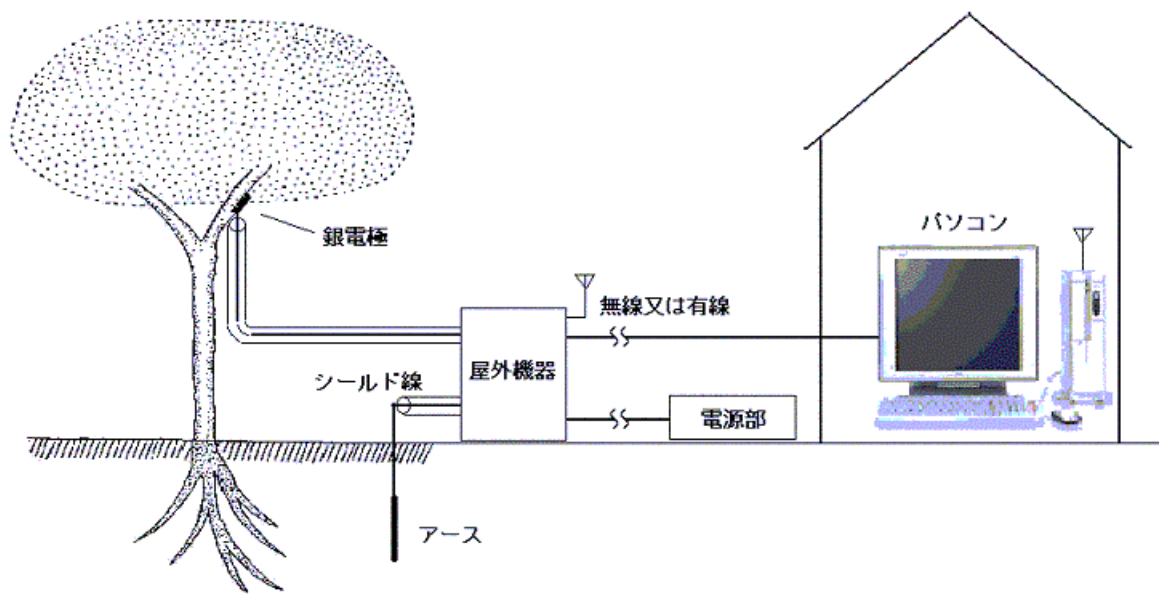 銀電極
パソコン
無線又は有線
屋外機器
シールド線
電源部
アース